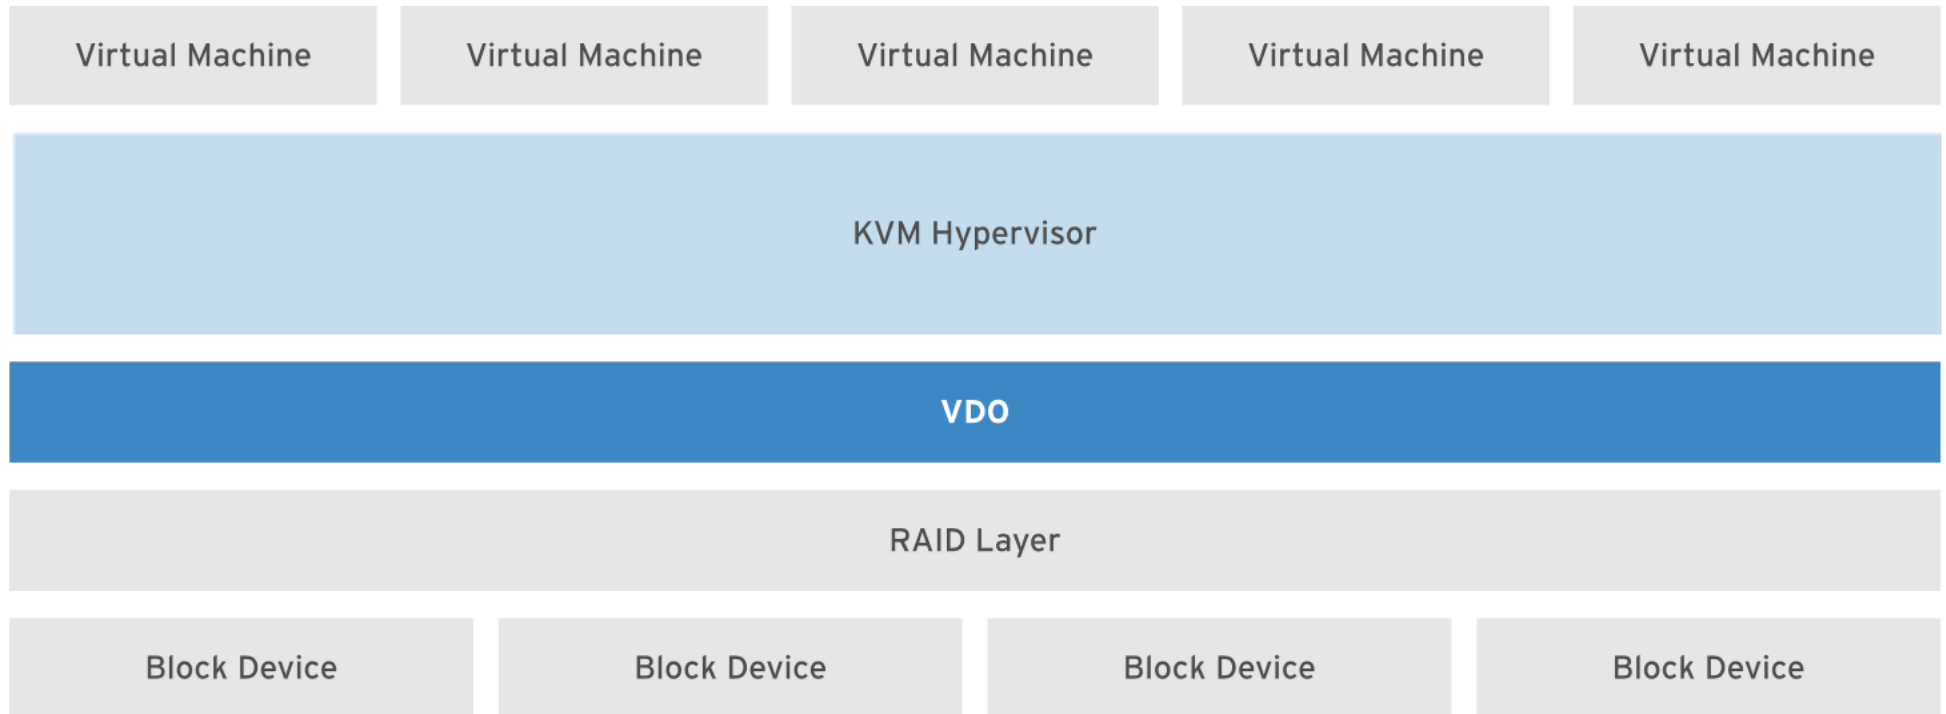 Virtual Machine Virtual Machine Virtual Machine Virtual Machine Virtual Machine
KVM Hypervisor
VDO
RAID Layer
Block Device Block Device Block Device Block Device